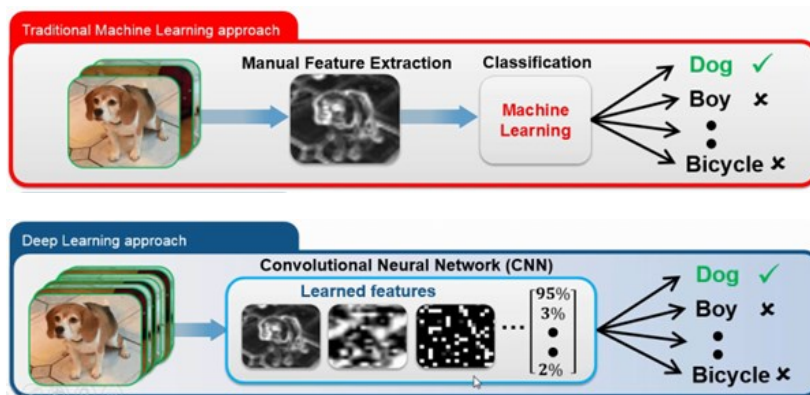 Traditional Machine Learning approach
Manual Feature Extraction
Classification
Machine
Learning
Dog ✓
Boy ✗
Bicycle ✗
Deep Learning approach
Convolutional Neural Network (CNN)
Learned features
95%
3%
2%
Dog ✓
Boy ✗
Bicycle ✗